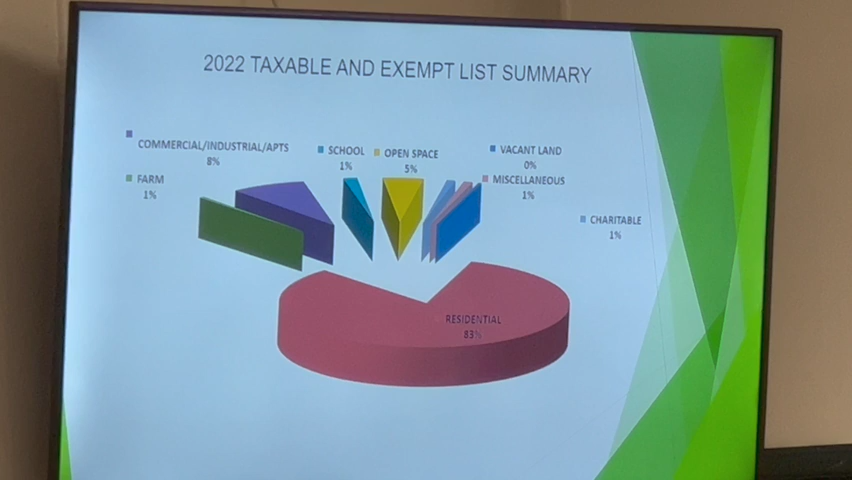 2022 TAXABLE AND EXEMPT LIST SUMMARY
COMMERCIAL/INDUSTRIAL/APTS
8%
SCHOOL
1%
OPEN SPACE
5%
VACANT LAND
0%
FARM
1%
MISCELLANEOUS
1%
CHARITABLE
1%
RESIDENTIAL
83%